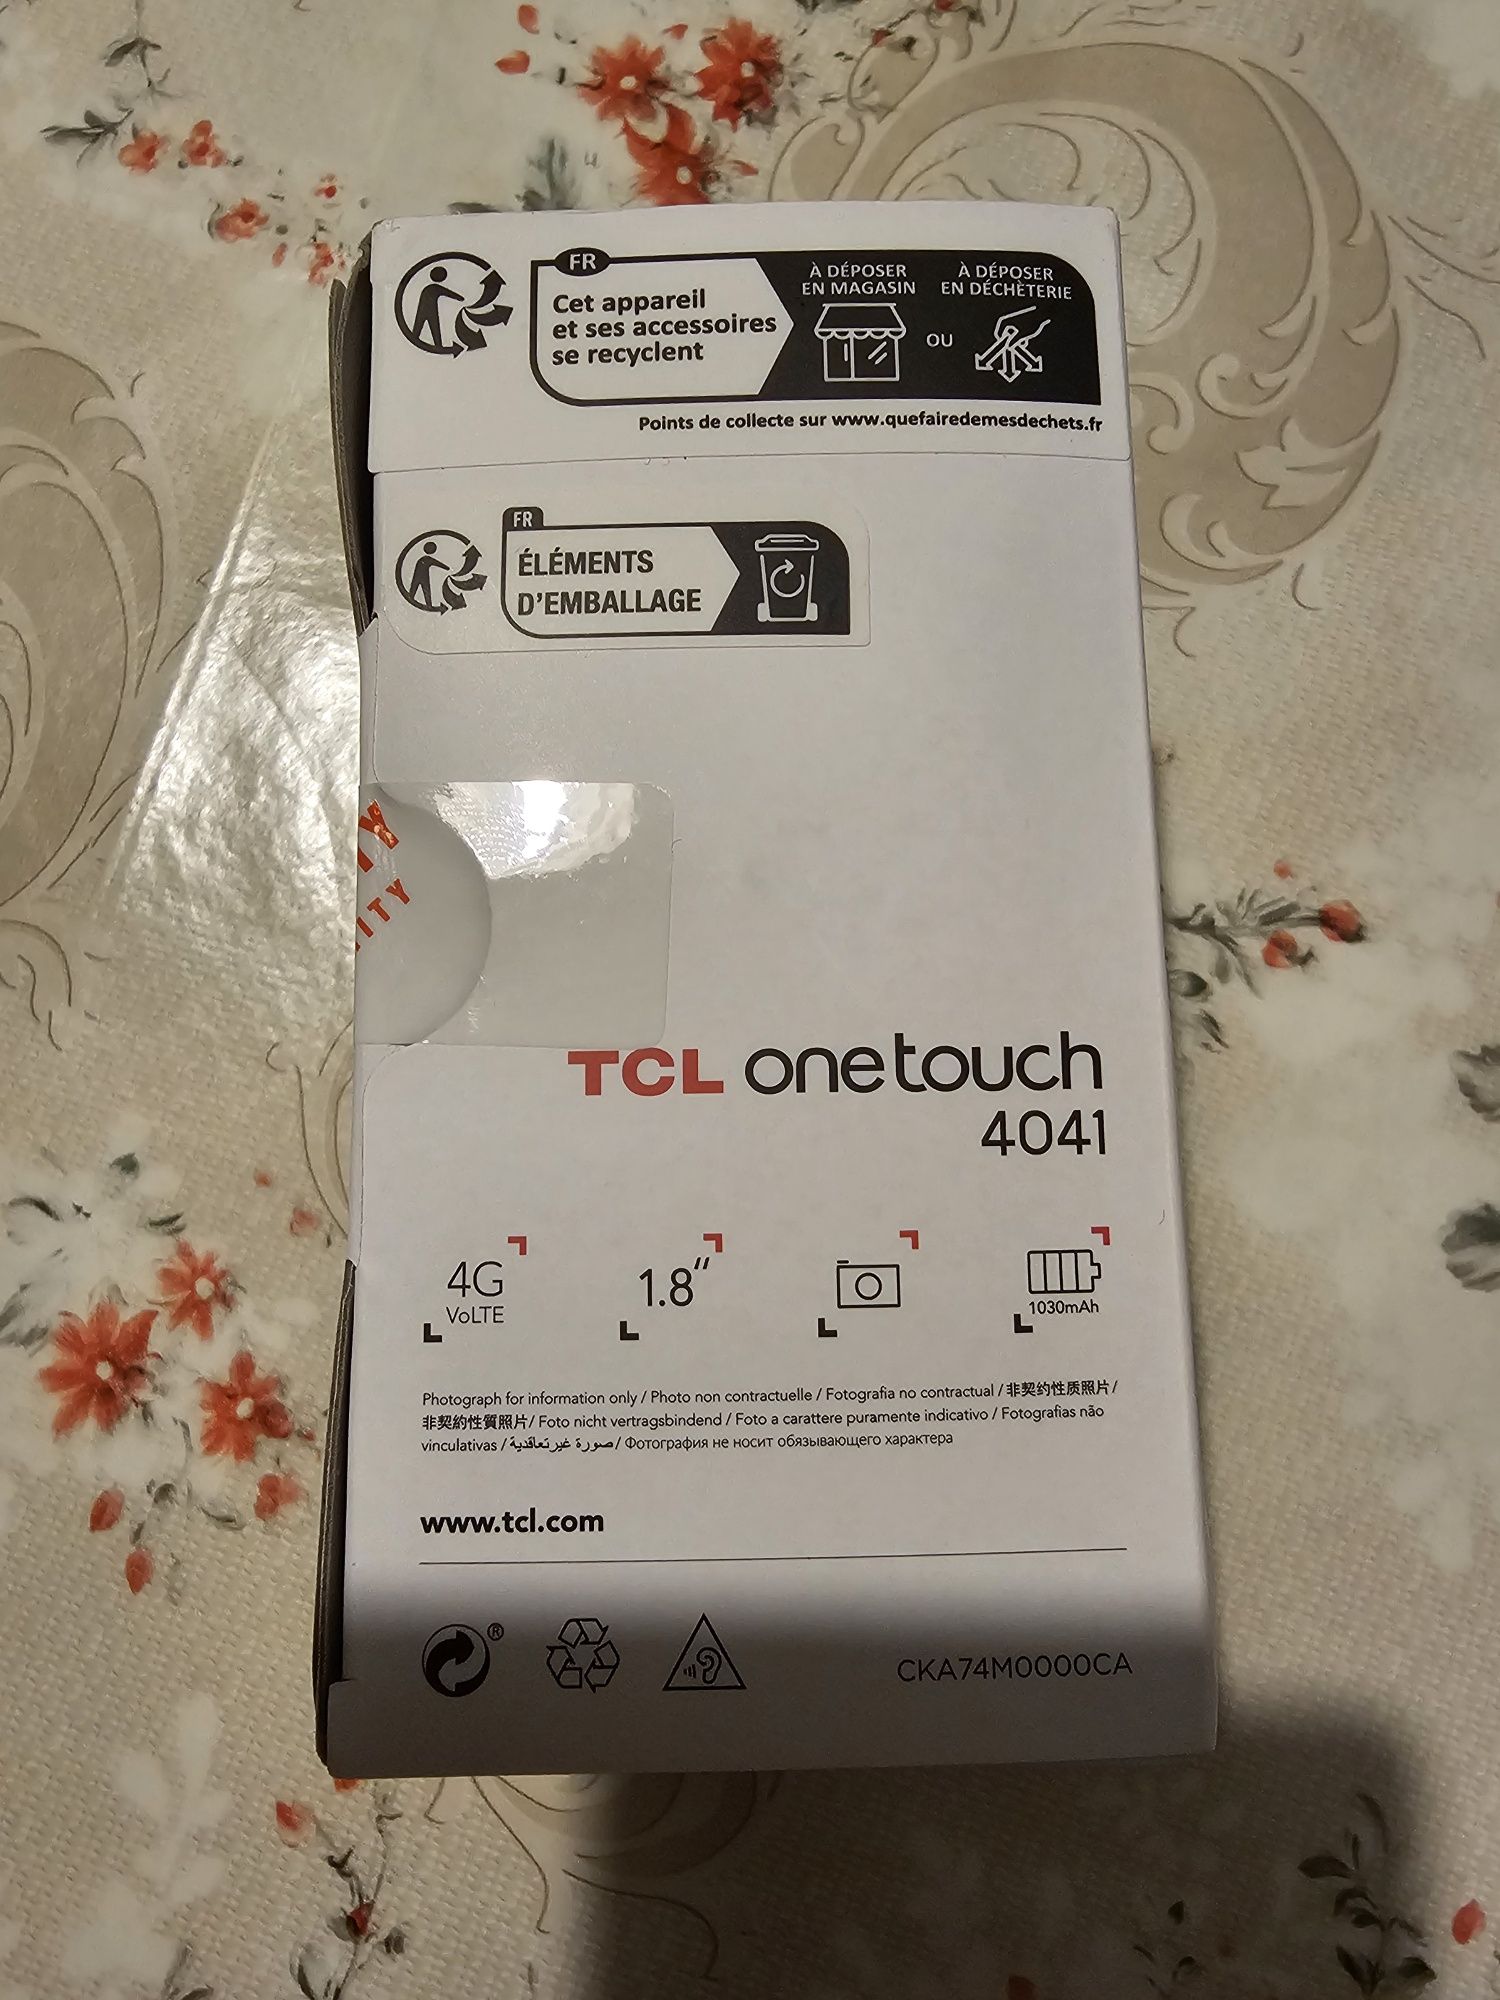 FR
Cet appareil
et ses accessoires
se recyclent
À DÉPOSER
EN MAGASIN
OU
À DÉPOSER
EN DÉCHÈTERIE
Points de collecte sur www.quefairedemesdechets.fr
FR
ÉLÉMENTS
D'EMBALLAGE
TCL onetouch
4041
4G
VoLTE
1.8"
1030mAh
Photograph for information only / Photo non contractuelle / Fotografia no contractual / 非契约性质照片 /
非契約性質照片 / Foto nicht vertragsbindend / Foto a carattere puramente indicativo / Fotografias não
vinculativas / صورة غير تعاقدية / Фотография не носит обязывающего характера
www.tcl.com
®
CKA74M0000CA